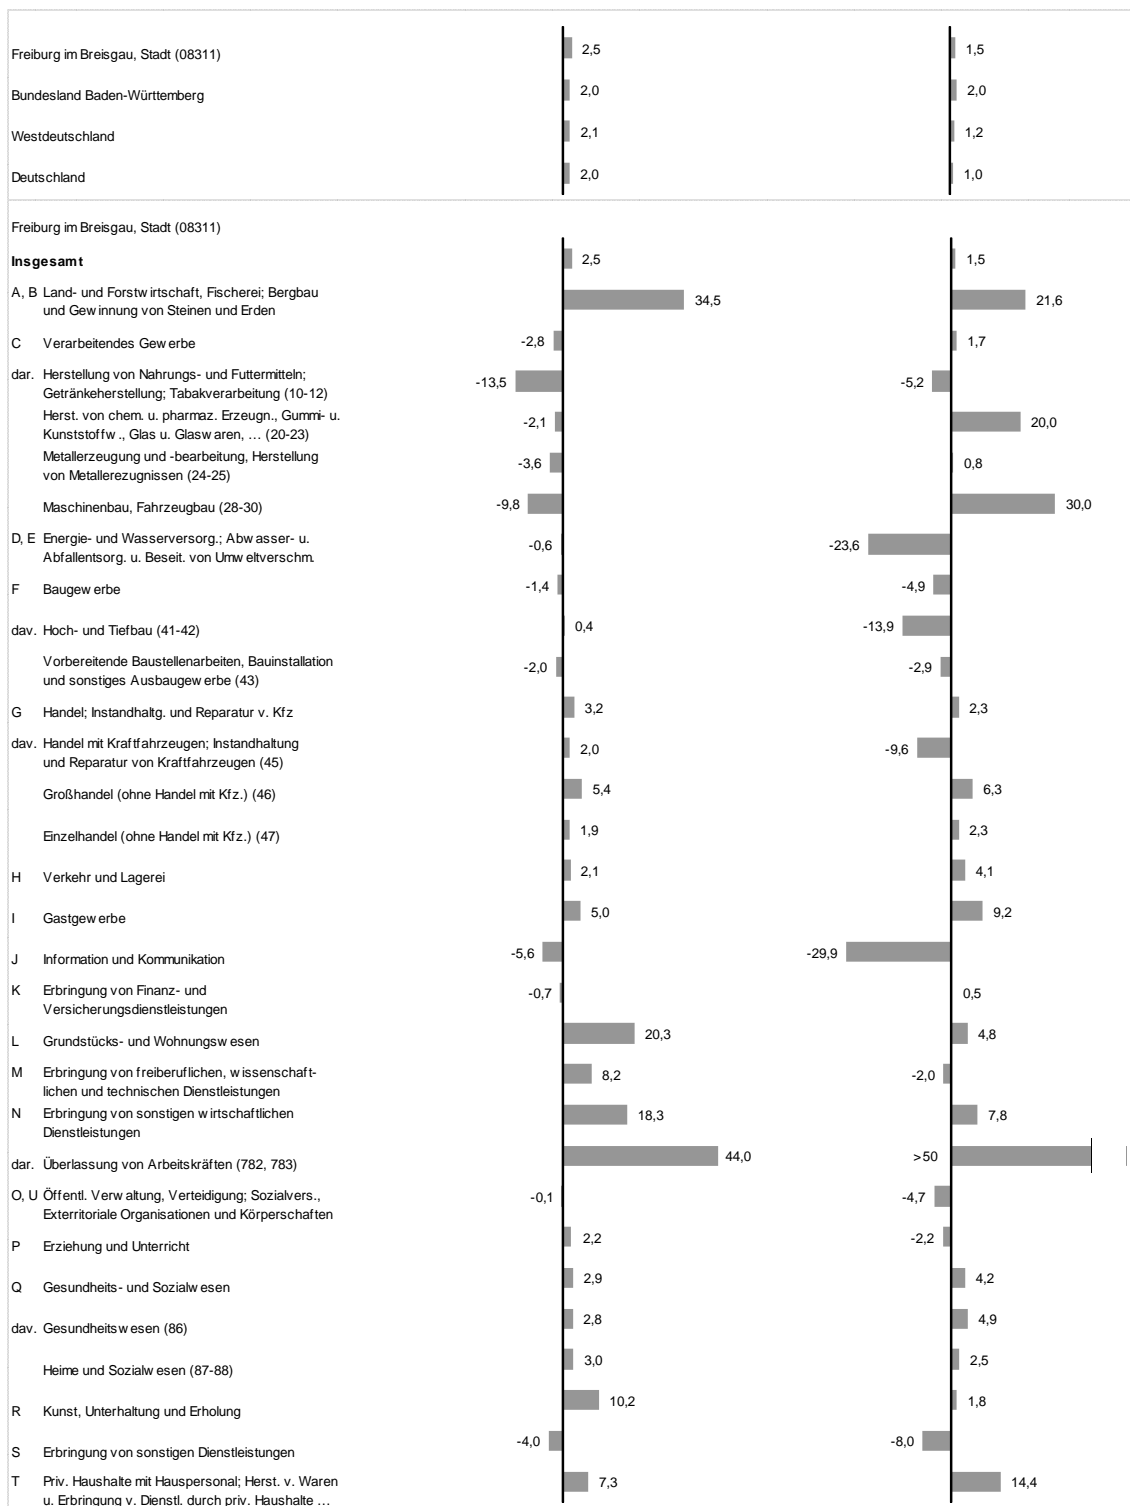 Freiburg im Breisgau, Stadt (08311) 2,5 1,5
Bundesland Baden-Württemberg 2,0 2,0
Westdeutschland 2,1 1,2
Deutschland 2,0 1,0
Freiburg im Breisgau, Stadt (08311)
Insgesamt 2,5 1,5
A, B Land- und Forstwirtschaft, Fischerei; Bergbau
und Gewinnung von Steinen und Erden 34,5 21,6
C Verarbeitendes Gewerbe -2,8 1,7
dar. Herstellung von Nahrungs- und Futtermitteln;
Getränkeherstellung; Tabakverarbeitung (10-12) -13,5 -5,2
Herst. von chem. u. pharmaz. Erzeugn., Gummi- u.
Kunststoffw., Glas u. Glaswaren, … (20-23) -2,1 20,0
Metallerzeugung und -bearbeitung, Herstellung
von Metallerezugnissen (24-25) -3,6 0,8
Maschinenbau, Fahrzeugbau (28-30) -9,8 30,0
D, E Energie- und Wasserversorg.; Abwasser- u.
Abfallentsorg. u. Beseit. von Umweltverschm. -0,6 -23,6
F Baugewerbe -1,4 -4,9
dav. Hoch- und Tiefbau (41-42) 0,4 -13,9
Vorbereitende Baustellenarbeiten, Bauinstallation
und sonstiges Ausbaugewerbe (43) -2,0 -2,9
G Handel; Instandhaltg. und Reparatur v. Kfz 3,2 2,3
dav. Handel mit Kraftfahrzeugen; Instandhaltung
und Reparatur von Kraftfahrzeugen (45) 2,0 -9,6
Großhandel (ohne Handel mit Kfz.) (46) 5,4 6,3
Einzelhandel (ohne Handel mit Kfz.) (47) 1,9 2,3
H Verkehr und Lagerei 2,1 4,1
I Gastgewerbe 5,0 9,2
J Information und Kommunikation -5,6 -29,9
K Erbringung von Finanz- und
Versicherungsdienstleistungen -0,7 0,5
L Grundstücks- und Wohnungswesen 20,3 4,8
M Erbringung von freiberuflichen, wissenschaft-
lichen und technischen Dienstleistungen 8,2 -2,0
N Erbringung von sonstigen wirtschaftlichen
Dienstleistungen 18,3 7,8
dar. Überlassung von Arbeitskräften (782, 783) 44,0 >50
O, U Öffentl. Verwaltung, Verteidigung; Sozialvers.,
Exterritoriale Organisationen und Körperschaften -0,1 -4,7
P Erziehung und Unterricht 2,2 -2,2
Q Gesundheits- und Sozialwesen 2,9 4,2
dav. Gesundheitswesen (86) 2,8 4,9
Heime und Sozialwesen (87-88) 3,0 2,5
R Kunst, Unterhaltung und Erholung 10,2 1,8
S Erbringung von sonstigen Dienstleistungen -4,0 -8,0
T Priv. Haushalte mit Hauspersonal; Herst. v. Waren
u. Erbringung v. Dienstl. durch priv. Haushalte … 7,3 14,4